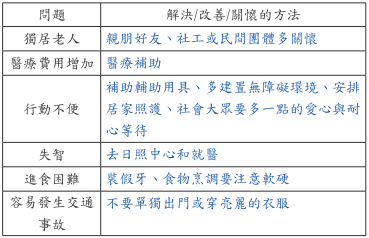 問題 解決/改善/關懷的方法
獨居老人 親朋好友、社工或民間團體多關懷
醫療費用增加 醫療補助
行動不便 補助輔助用具、多建置無障礙環境、安排
居家照護、社會大眾要多一點的愛心與耐
心等待
失智 去日照中心和就醫
進食困難 裝假牙、食物烹調要注意軟硬
容易發生交通 不要單獨出門或穿亮麗的衣服
事故